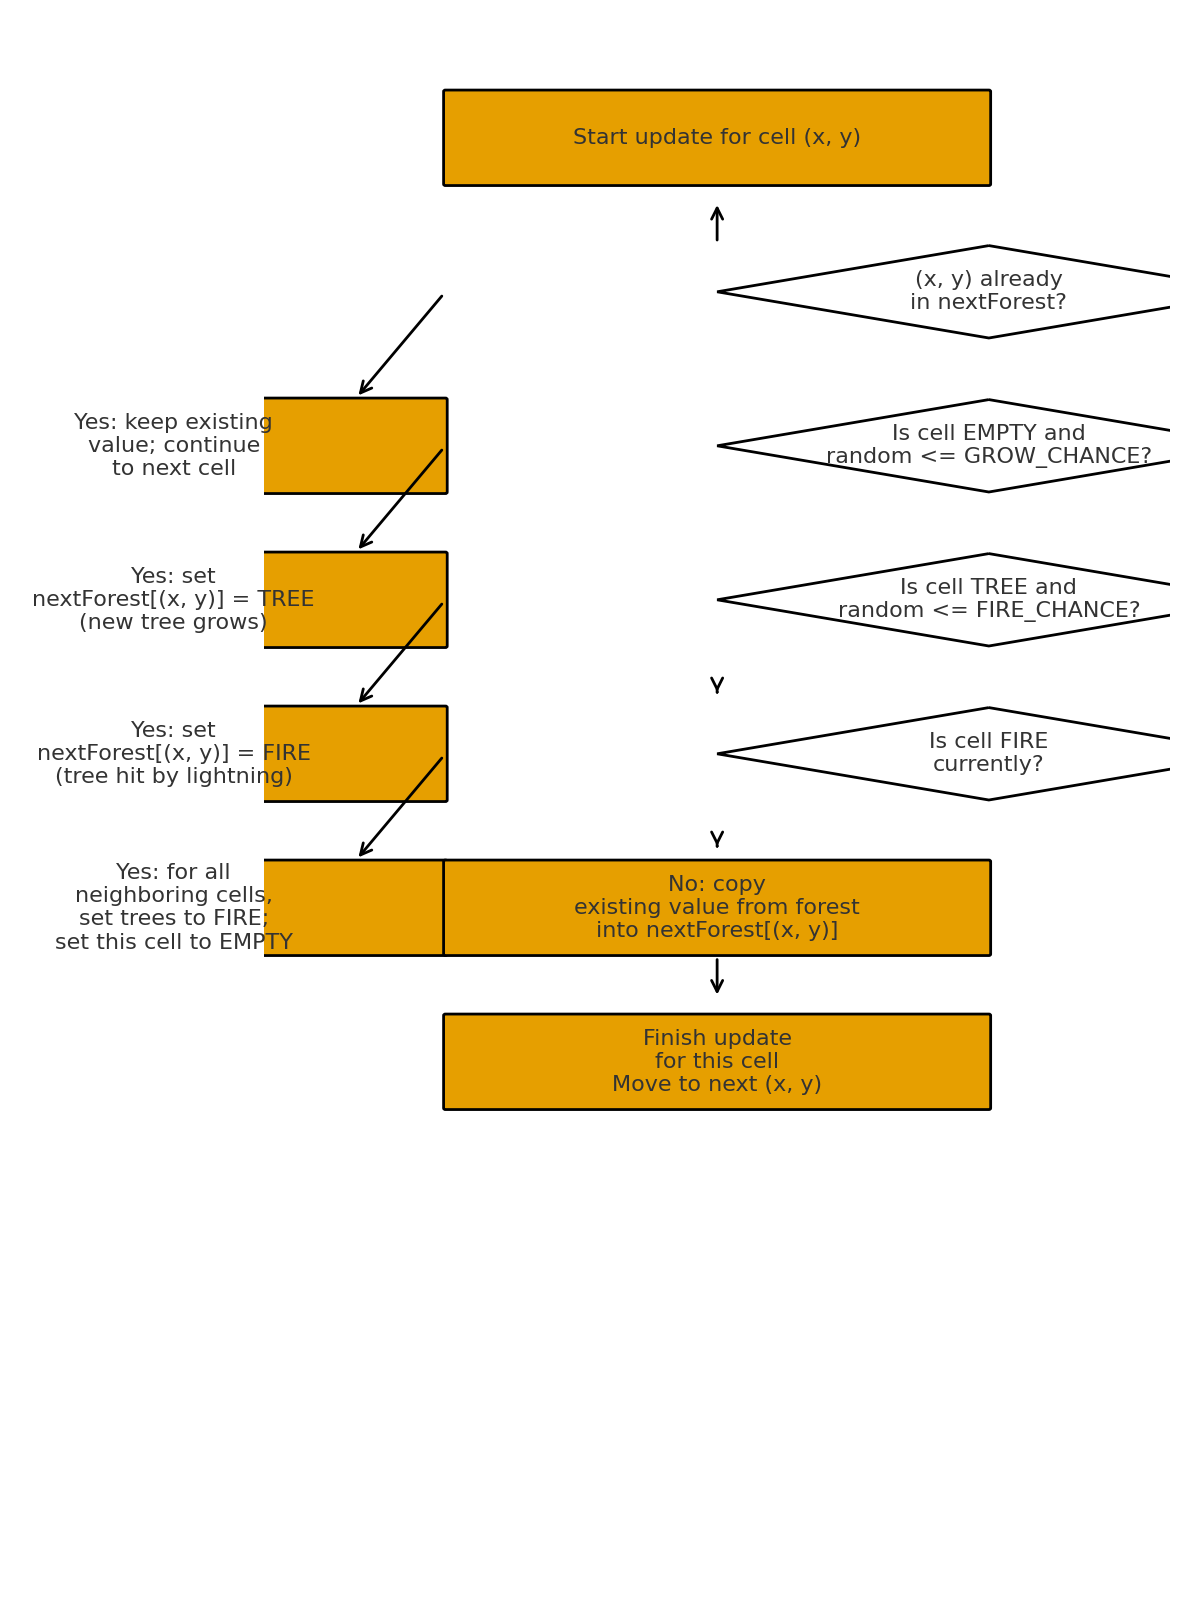 Start update for cell (x, y)
(x, y) already
in nextForest?
Yes: keep existing
value; continue
to next cell
Is cell EMPTY and
random <= GROW_CHANCE?
Yes: set
nextForest[(x, y)] = TREE
(new tree grows)
Is cell TREE and
random <= FIRE_CHANCE?
Yes: set
nextForest[(x, y)] = FIRE
(tree hit by lightning)
Is cell FIRE
currently?
Yes: for all
neighboring cells,
set trees to FIRE;
set this cell to EMPTY
No: copy
existing value from forest
into nextForest[(x, y)]
Finish update
for this cell
Move to next (x, y)